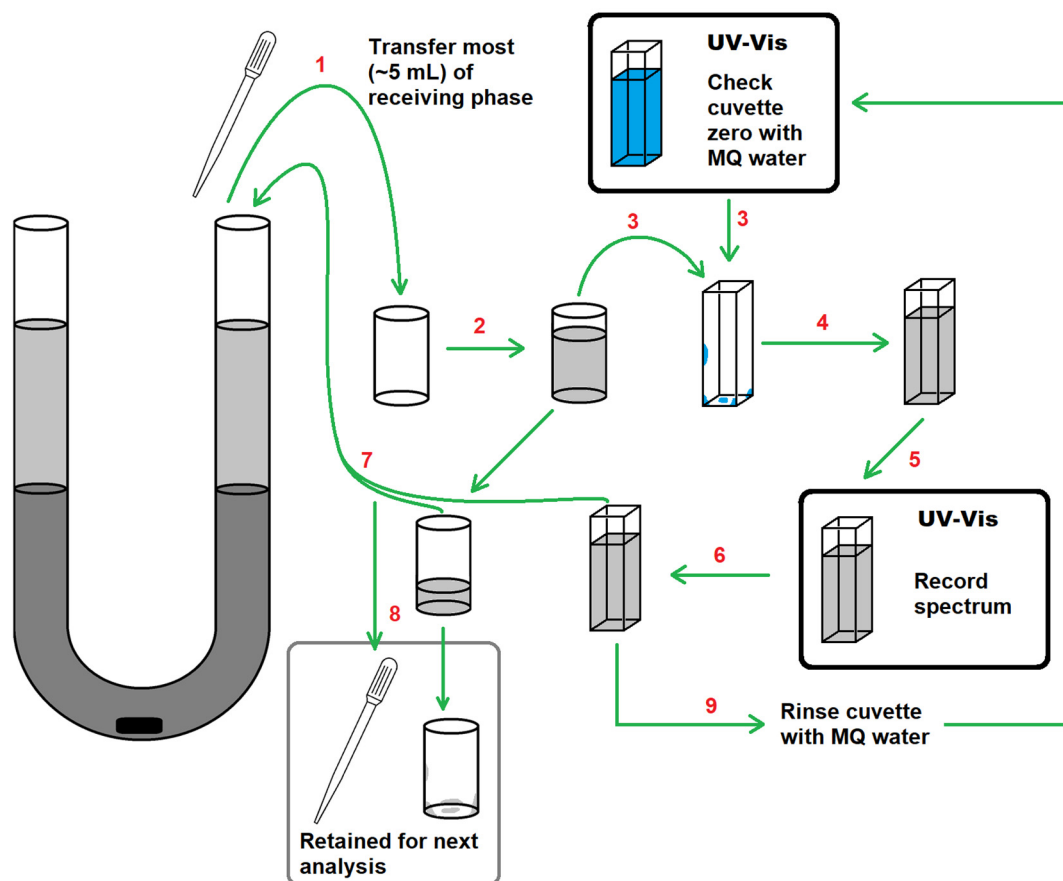 1
Transfer most
(~5 mL) of
receiving phase
UV-Vis
Check
cuvette
zero with
MQ water
2
3
3
4
5
UV-Vis
Record
spectrum
6
7
8
9
Rinse cuvette
with MQ water
Retained for next
analysis